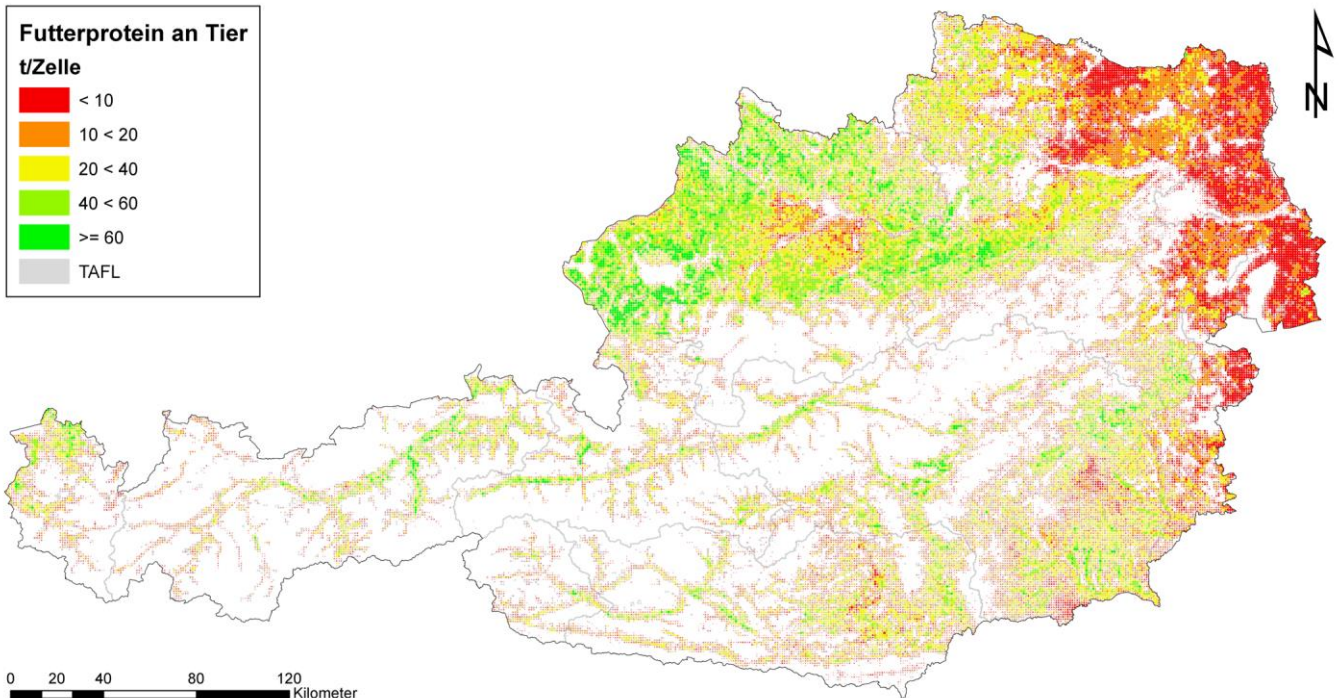 Futterprotein an Tier
t/Zelle
< 10
10 < 20
20 < 40
40 < 60
>= 60
TAFL
N
0 20 40 80 120
Kilometer